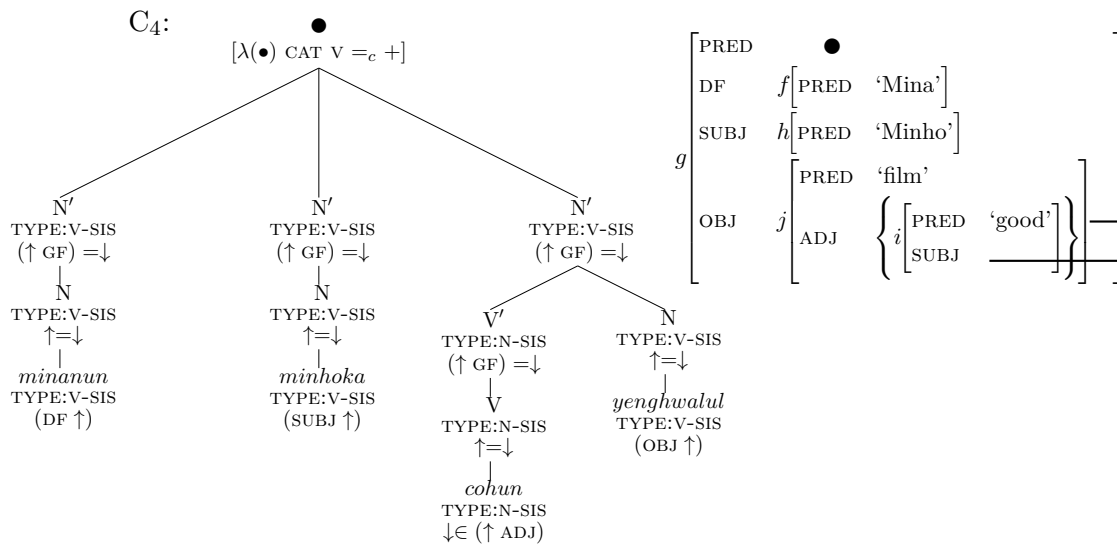 C₄:
●
[λ(●) CAT V =c +]
N′ N′ N′
TYPE:V-SIS TYPE:V-SIS TYPE:V-SIS
(↑ GF) =↓ (↑ GF) =↓ (↑ GF) =↓
N N V′ N
TYPE:V-SIS TYPE:V-SIS TYPE:N-SIS TYPE:V-SIS
↑=↓ ↑=↓ (↑ GF) =↓ ↑=↓
minanun minhoka V yenghwalul
TYPE:V-SIS TYPE:V-SIS TYPE:N-SIS TYPE:V-SIS
(DF ↑) (SUBJ ↑) ↑=↓ (OBJ ↑)
cohun
TYPE:N-SIS
↓∈ (↑ ADJ)
PRED ●
DF f[PRED ‘Mina’]
SUBJ h[PRED ‘Minho’]
g
PRED ‘film’
OBJ j
ADJ { i [PRED ‘good’] }
SUBJ